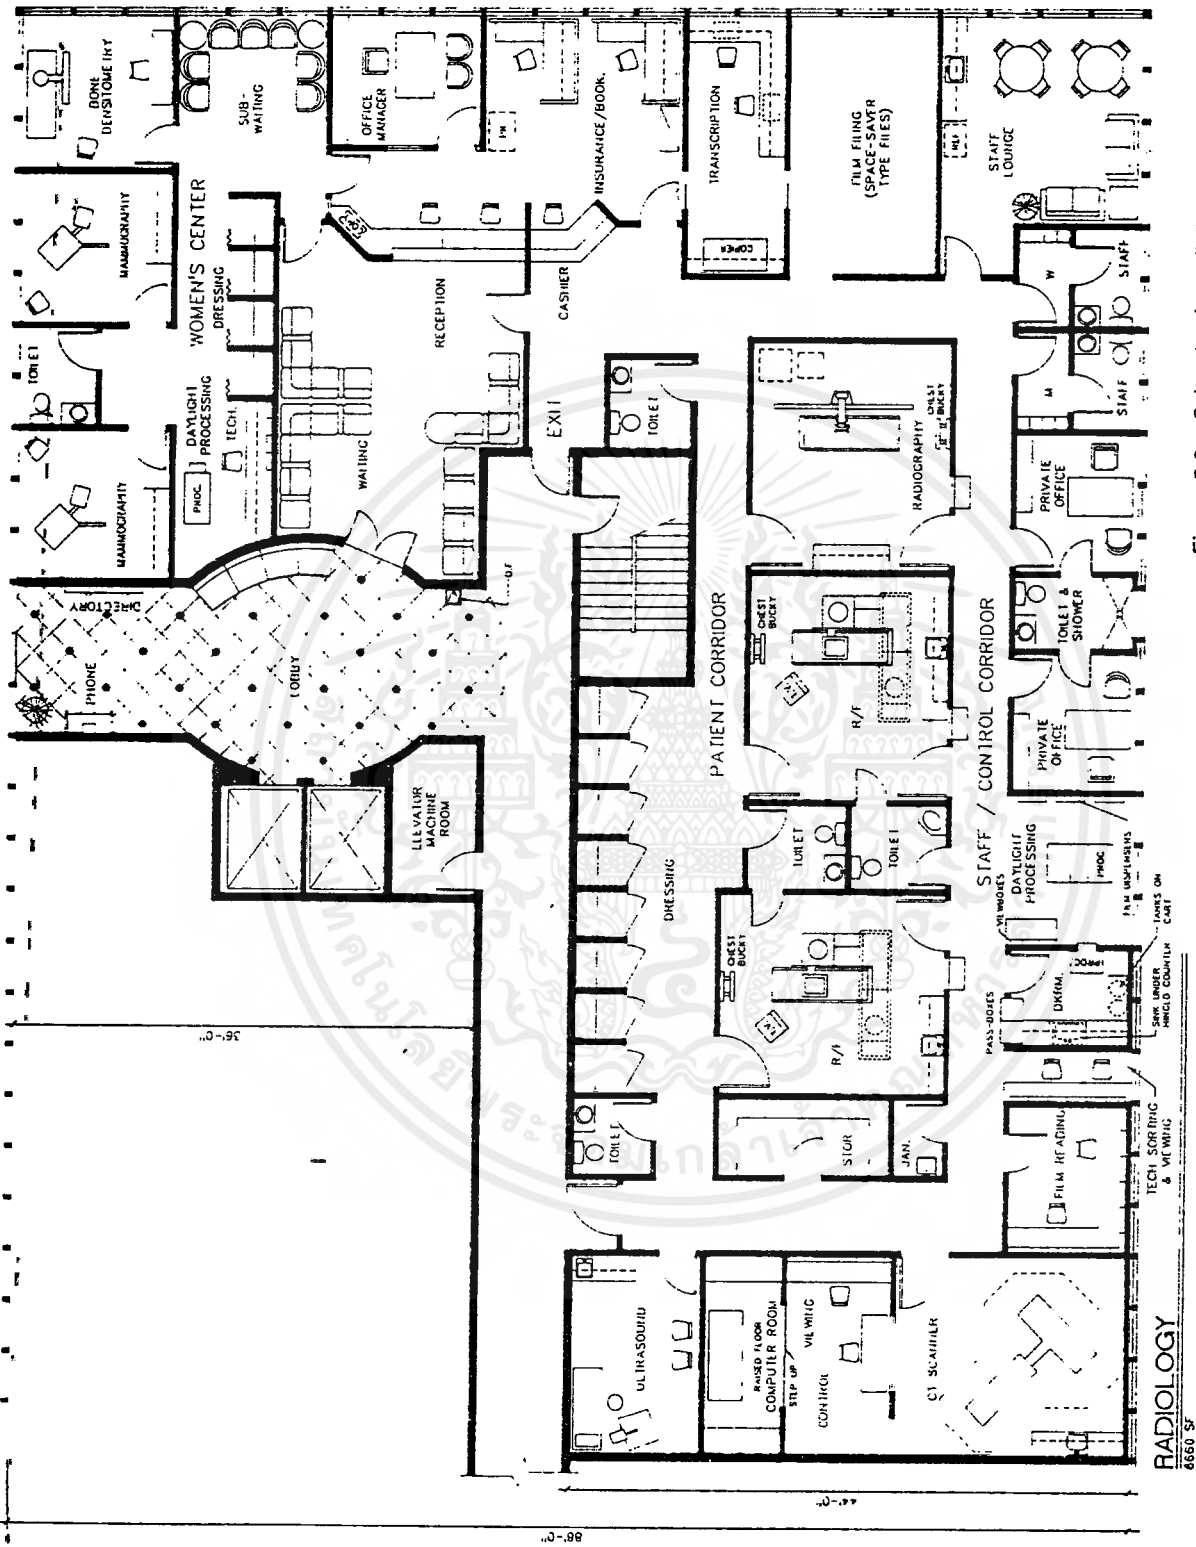 BONE
DENSITOMETRY
SUB-
WAITING
OFFICE
MANAGER
INSURANCE/BOOK.
TRANSCRIPTION
COPIER
FILM FILING
(SPACE-SAVER
TYPE FILES)
REF
STAFF
LOUNGE
MAMMOGRAPHY
WOMEN'S CENTER
DRESSING
TOILET
DAYLIGHT
PROCESSING
TECH.
PROC.
MAMMOGRAPHY
WAITING
RECEPTION
COPY
CASHIER
EXIT
TOILET
W
STAFF
M
STAFF
RADIOGRAPHY
CHEST
BUCKY
PRIVATE
OFFICE
DIRECTORY
PHONE
LOBBY
D.F.
PATIENT CORRIDOR
CHEST
BUCKY
R/F
TOILET &
SHOWER
STAFF / CONTROL CORRIDOR
PRIVATE
OFFICE
ELEVATOR
MACHINE
ROOM
DRESSING
TOILET
TOILET
DAYLIGHT
PROCESSING
PROC
FILM DISPENSERS
VIEWBOXES
CHEST
BUCKY
R/F
PASS-BOXES
DKRM.
PROC.
TANKS ON
CART
SINK UNDER
HINGED COUNTER
36'-0"
TOILET
STOR
JAN.
FILM READING
TECH SORTING
& VIEWING
ULTRASOUND
RAISED FLOOR
COMPUTER ROOM
STEP UP
VIEWING
CONTROL
CT SCANNER
44'-0"
88'-0"
RADIOLOGY
6660 SF